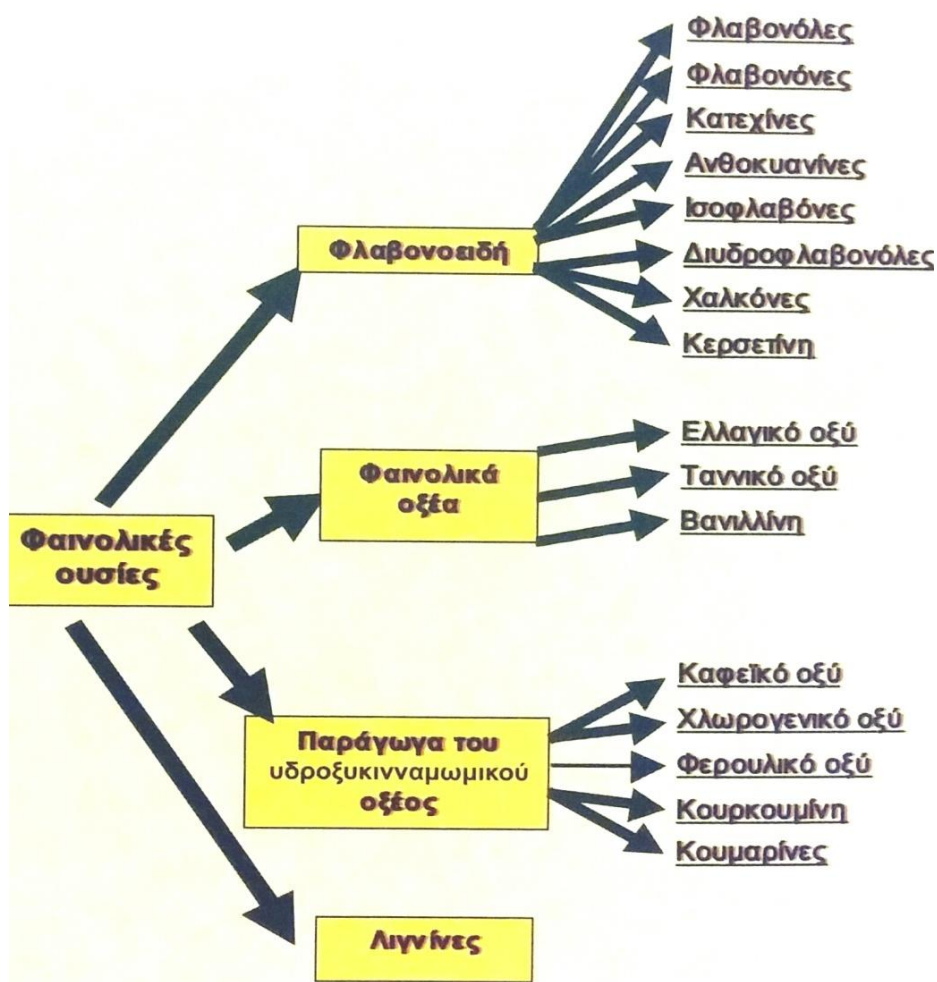 Φλαβονόλες
Φλαβονόνες
Κατεχίνες
Ανθοκυανίνες
Ισοφλαβόνες
Φλαβονοειδή
Διυδροφλαβονόλες
Χαλκόνες
Κερσετίνη
Ελλαγικό οξύ
Φαινολικά
οξέα
Ταννικό οξύ
Βανιλλίνη
Φαινολικές
ουσίες
Καφεϊκό οξύ
Χλωρογενικό οξύ
Παράγωγα του
υδροξυκινναμωμικού
οξέος
Φερουλικό οξύ
Κουρκουμίνη
Κουμαρίνες
Λιγνίνες